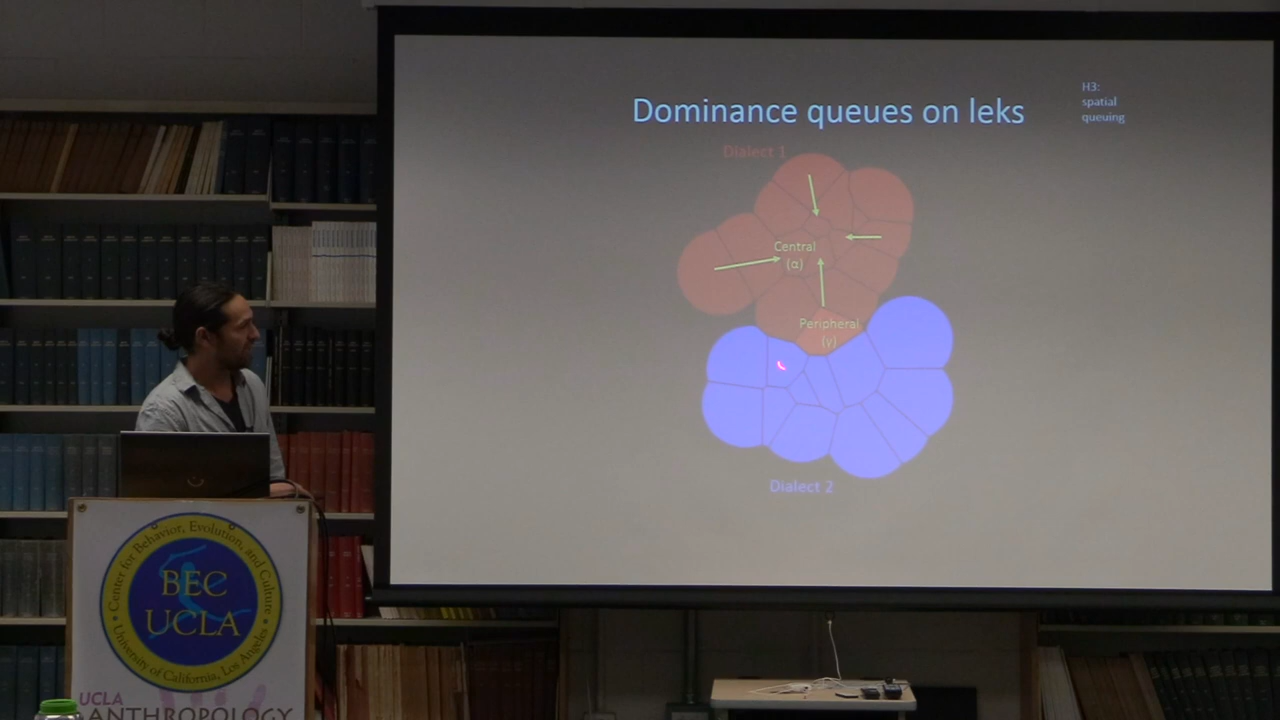 Dominance queues on leks
H3:
spatial
queuing
Dialect 1
Central
(α)
Peripheral
(γ)
Dialect 2
Center for Behavior, Evolution, and Culture
BEC
UCLA
University of California, Los Angeles
UCLA
ANTHROPOLOGY